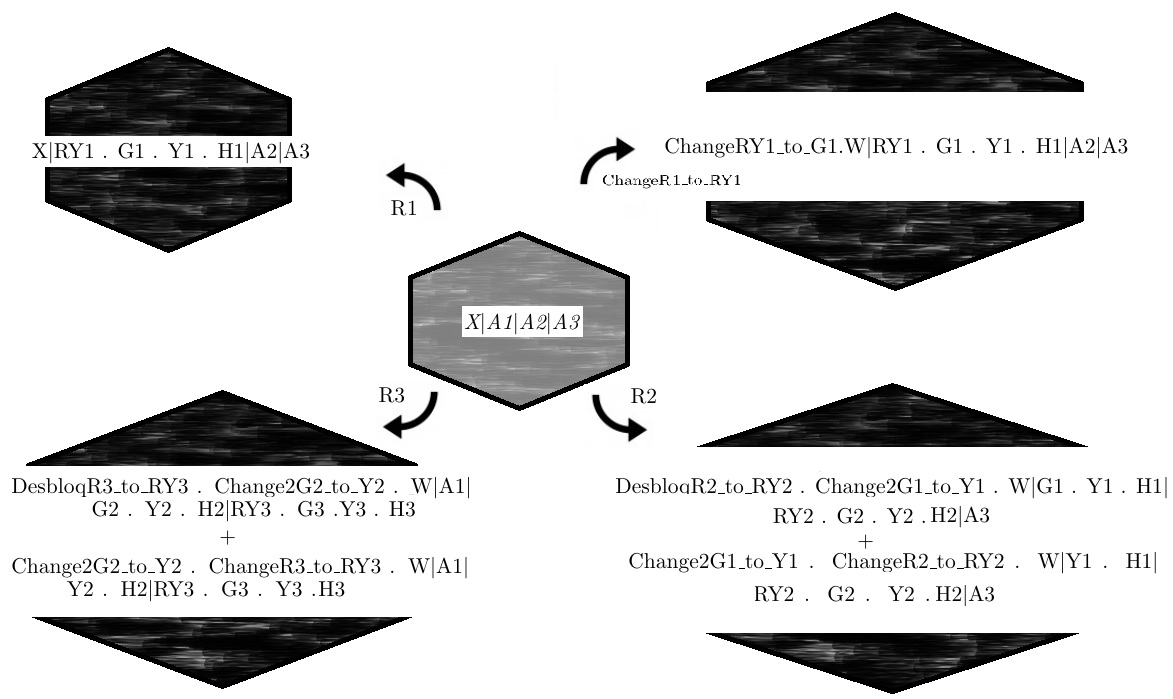 X|RY1 . G1 . Y1 . H1|A2|A3
ChangeRY1_to_G1.W|RY1 . G1 . Y1 . H1|A2|A3
ChangeR1_to_RY1
R1
X|A1|A2|A3
R3
R2
DesbloqR3_to_RY3 . Change2G2_to_Y2 . W|A1|
G2 . Y2 . H2|RY3 . G3 .Y3 . H3
+
Change2G2_to_Y2 . ChangeR3_to_RY3 . W|A1|
Y2 . H2|RY3 . G3 . Y3 .H3
DesbloqR2_to_RY2 . Change2G1_to_Y1 . W|G1 . Y1 . H1|
RY2 . G2 . Y2 .H2|A3
+
Change2G1_to_Y1 . ChangeR2_to_RY2 . W|Y1 . H1|
RY2 . G2 . Y2 .H2|A3